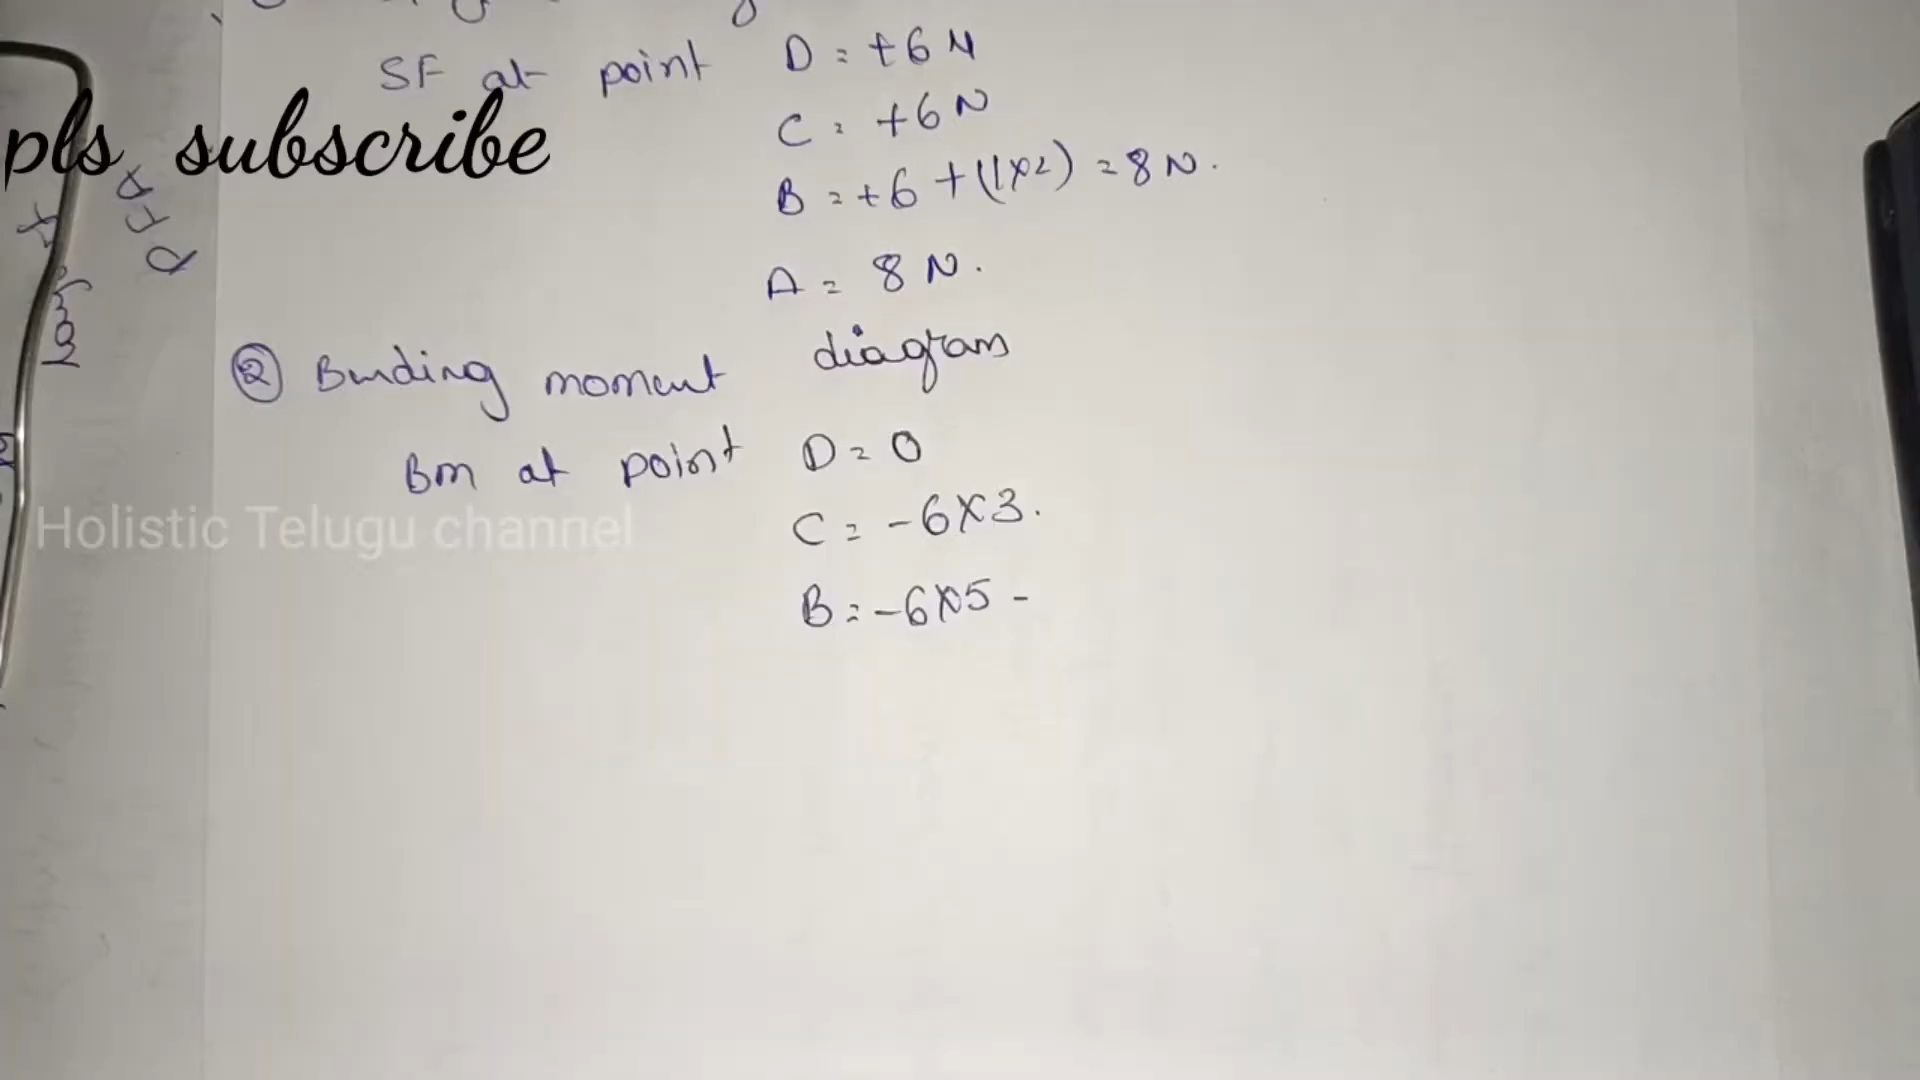 SF at point D = +6 N
pls subscribe
C = +6 N
B = +6 + (1×2) = 8 N.
A = 8 N.
② Bending moment diagram
BM at point D = 0
Holistic Telugu channel
C = -6×3.
B = -6×5 -